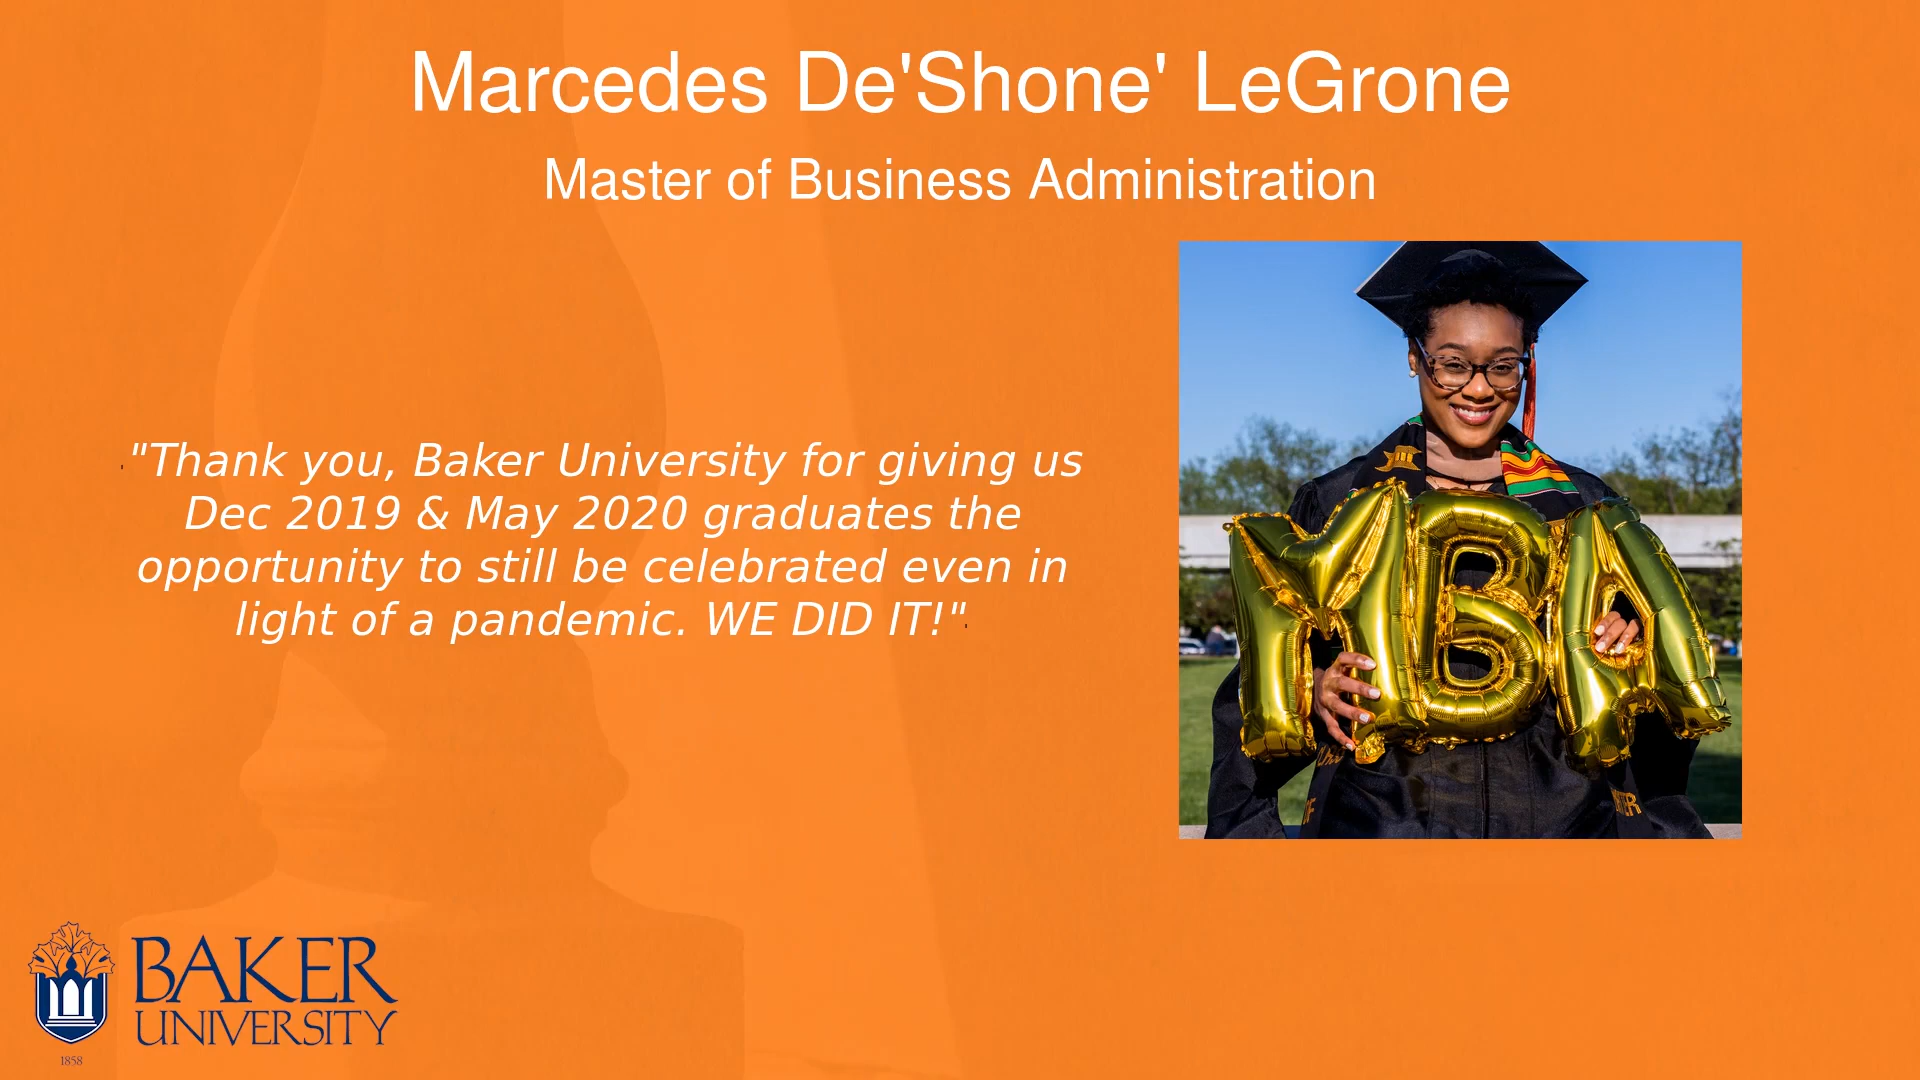 Marcedes De'Shone' LeGrone
Master of Business Administration
"Thank you, Baker University for giving us
Dec 2019 & May 2020 graduates the
opportunity to still be celebrated even in
light of a pandemic. WE DID IT!"
MBA
BAKER
UNIVERSITY
1858